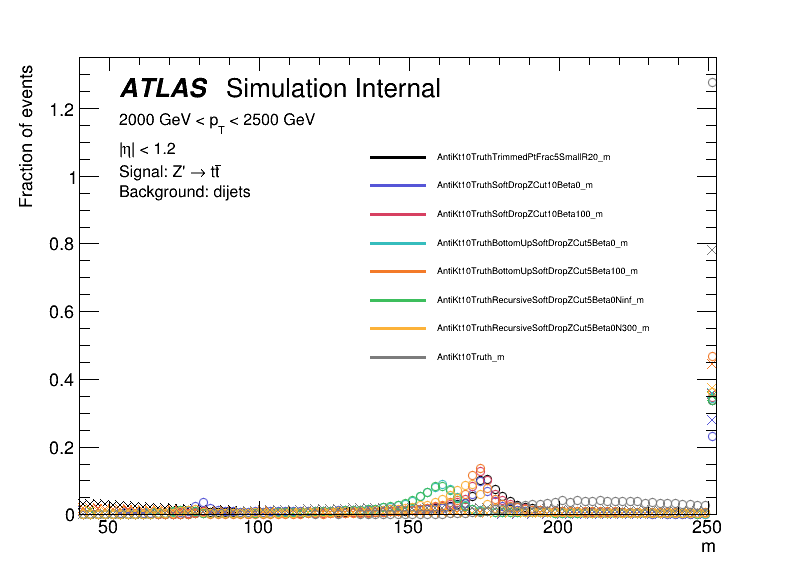 ATLAS Simulation Internal
2000 GeV < pT < 2500 GeV
|η| < 1.2
Signal: Z' → tt̄
Background: dijets
AntiKt10TruthTrimmedPtFrac5SmallR20_m
AntiKt10TruthSoftDropZCut10Beta0_m
AntiKt10TruthSoftDropZCut10Beta100_m
AntiKt10TruthBottomUpSoftDropZCut5Beta0_m
AntiKt10TruthBottomUpSoftDropZCut5Beta100_m
AntiKt10TruthRecursiveSoftDropZCut5Beta0Ninf_m
AntiKt10TruthRecursiveSoftDropZCut5Beta0N300_m
AntiKt10Truth_m
Fraction of events
1.2
1
0.8
0.6
0.4
0.2
0
50 100 150 200 250
m